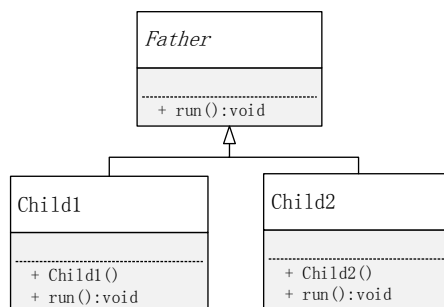 Father
+ run():void
Child1
+ Child1()
+ run():void
Child2
+ Child2()
+ run():void